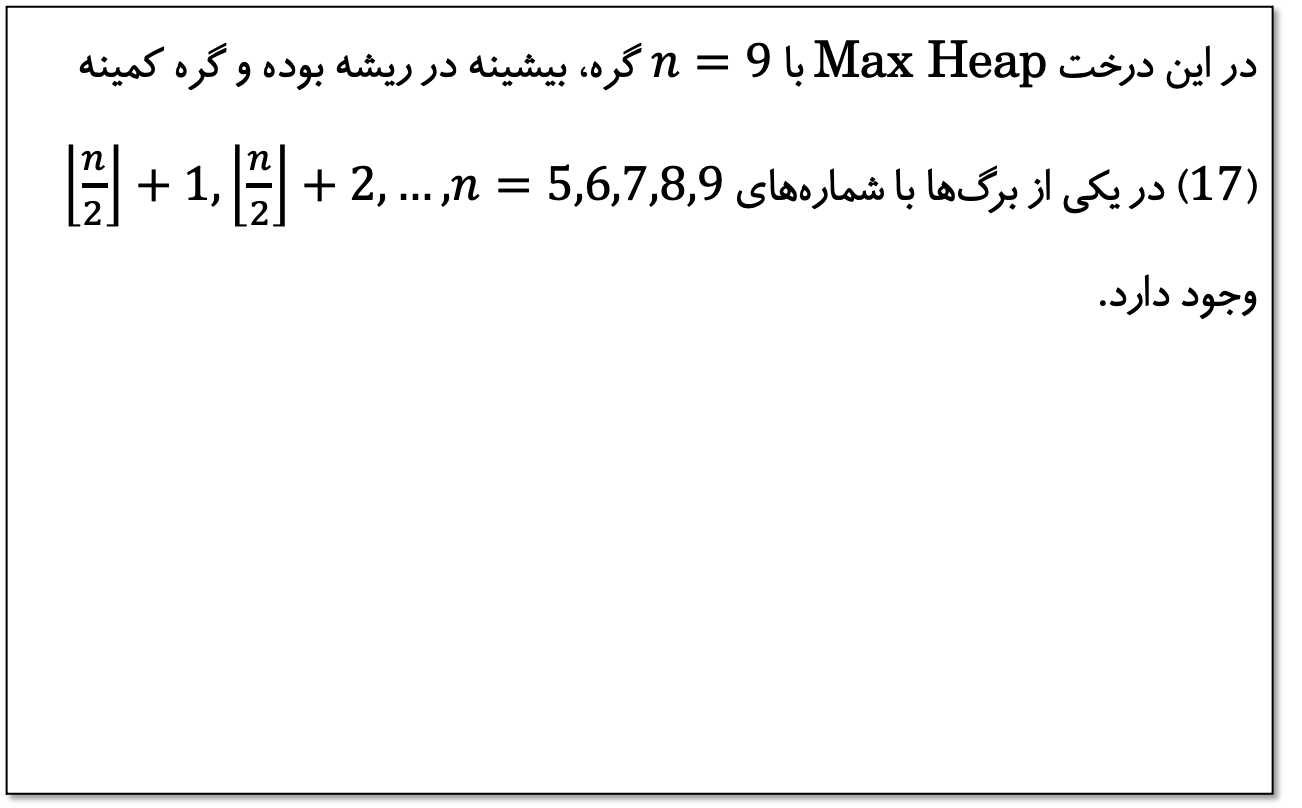 در این درخت Max Heap با n = 9 گره، بیشینه در ریشه بوده و گره کمینه
(17) در یکی از برگ‌ها با شماره‌های ⌊n/2⌋ + 1, ⌊n/2⌋ + 2, … ,n = 5,6,7,8,9
وجود دارد.